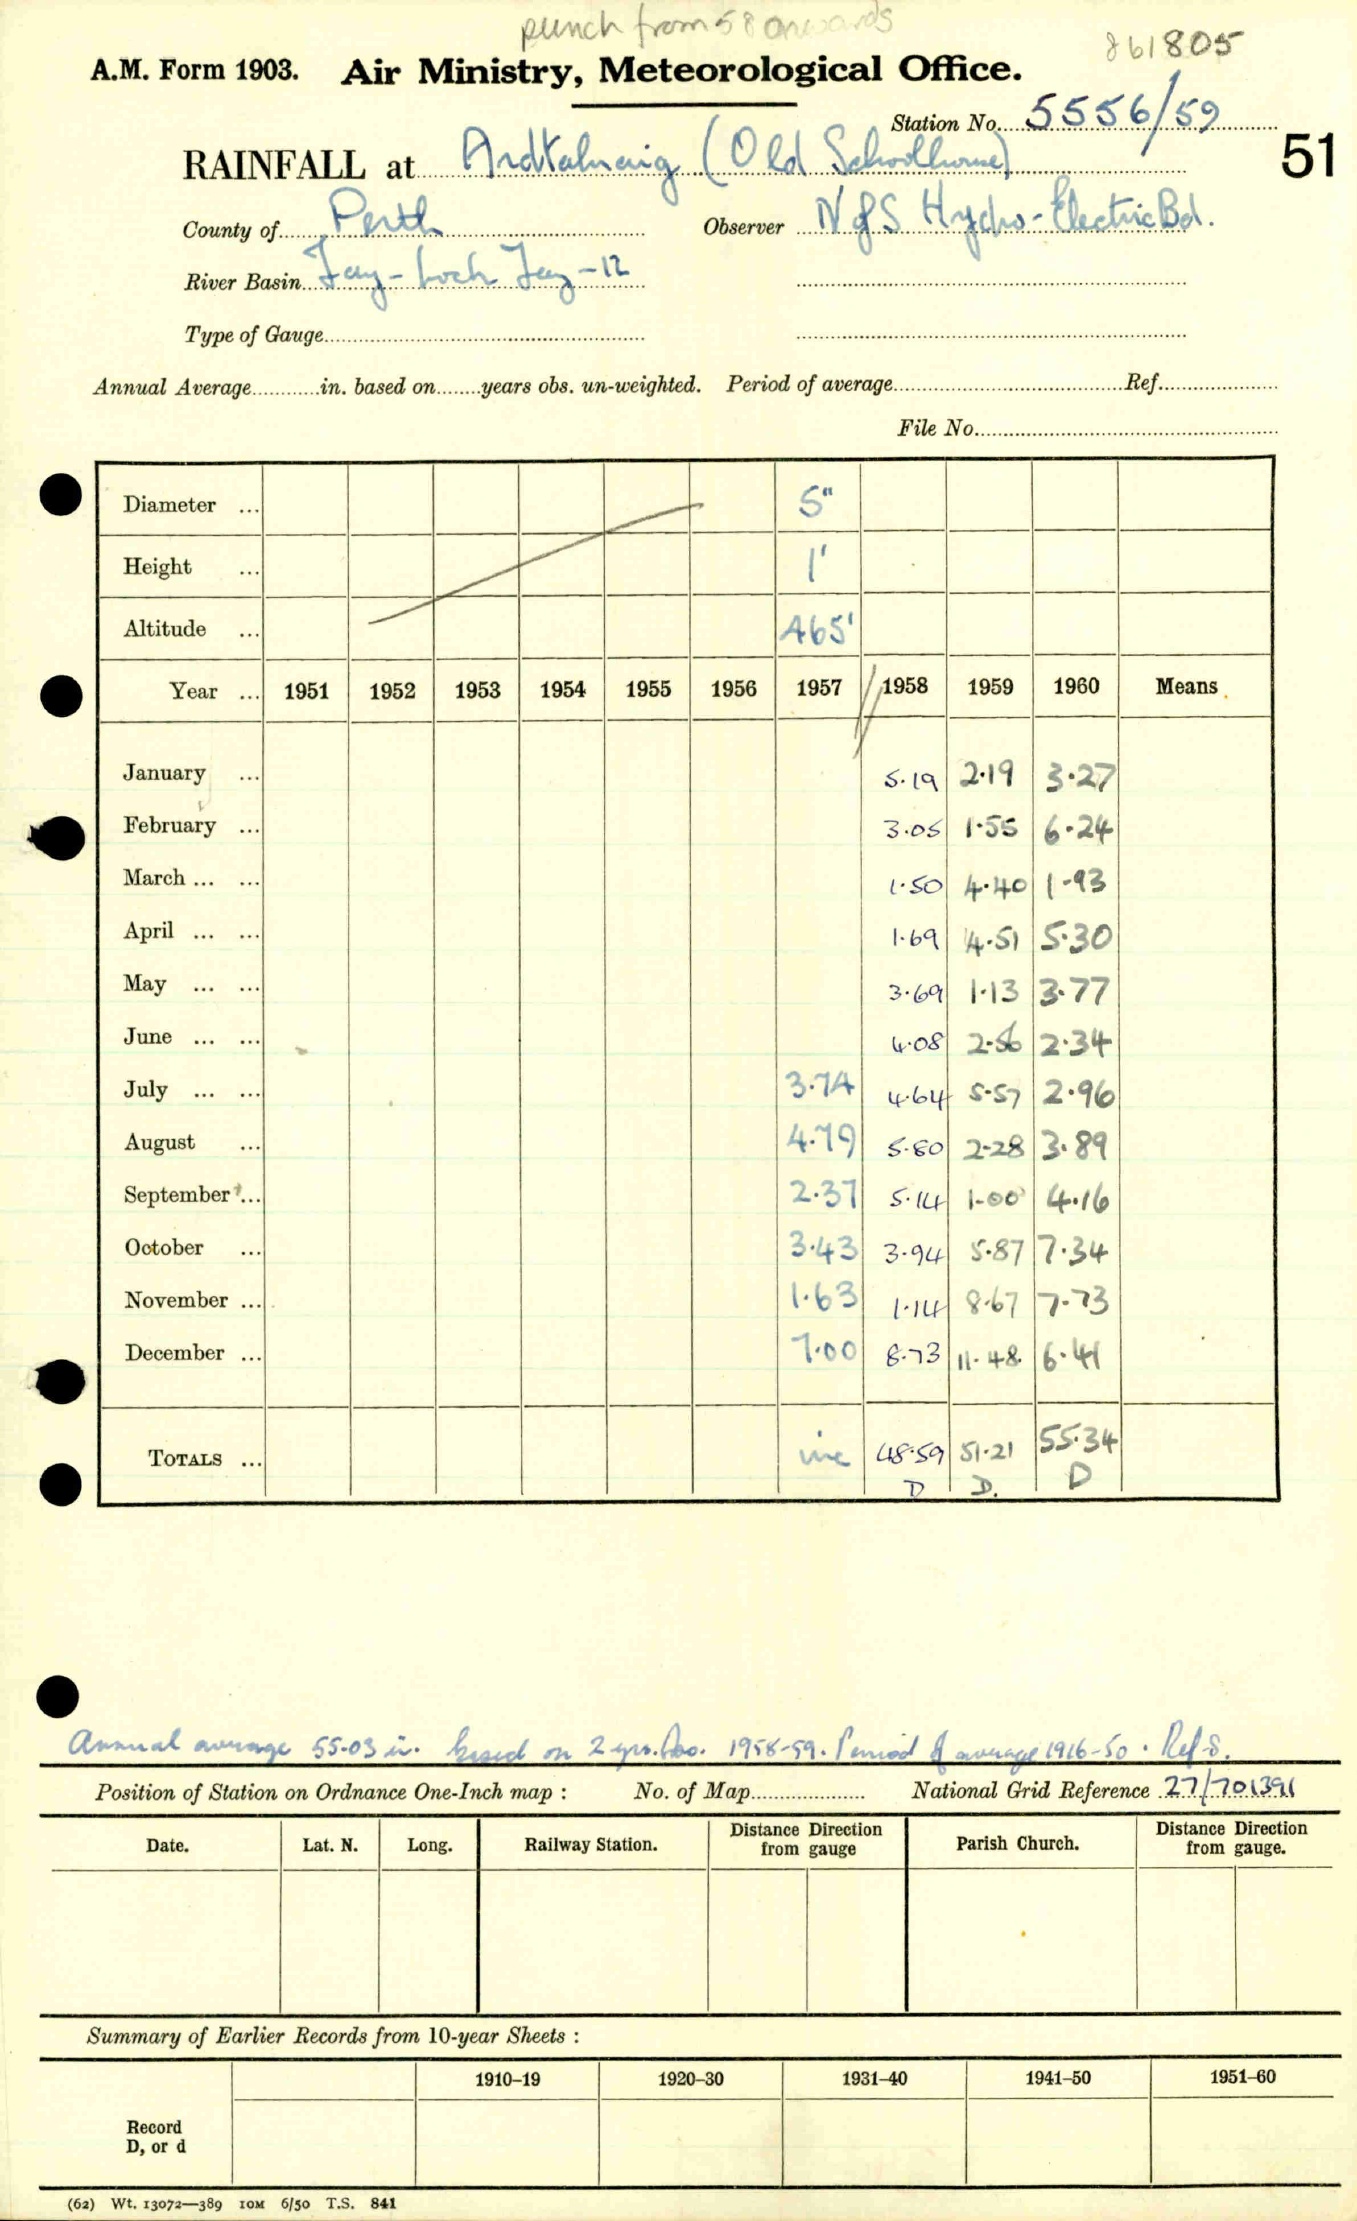 punch from 58 onwards
861805
A.M. Form 1903. Air Ministry, Meteorological Office.
Station No. 5556/59
RAINFALL at Ardtalnaig (Old Schoolhouse)
51
County of Perth Observer N of S Hydro-Electric Bd.
River Basin Tay-Loch Tay-12
Type of Gauge
Annual Average in. based on years obs. un-weighted. Period of average Ref.
File No.
Diameter ... 5"
Height ... 1'
Altitude ... 465'
Year ... 1951 1952 1953 1954 1955 1956 1957 1958 1959 1960 Means
January ... 5.19 2.19 3.27
February ... 3.05 1.55 6.24
March ... ... 1.50 4.40 1.93
April ... ... 1.69 4.51 5.30
May ... ... 3.69 1.13 3.77
June ... ... 4.08 2.56 2.34
July ... ... 3.74 4.64 5.57 2.96
August ... 4.79 5.80 2.28 3.89
September ... 2.37 5.14 1.00 4.16
October ... 3.43 3.94 5.87 7.34
November ... 1.63 1.14 8.67 7.73
December ... 7.00 8.73 11.48 6.41
TOTALS ... inc 48.59 51.21 55.34
D D. D
Annual average 55.03 in. based on 2 yrs. obs. 1958-59. Period of average 1916-50. Ref-S.
Position of Station on Ordnance One-Inch map : No. of Map National Grid Reference 27/701391
Date. Lat. N. Long. Railway Station. Distance from Direction gauge Parish Church. Distance from Direction gauge.
Summary of Earlier Records from 10-year Sheets :
1910–19 1920–30 1931–40 1941–50 1951–60
Record
D, or d
(62) Wt. 13072—389 10M 6/50 T.S. 841